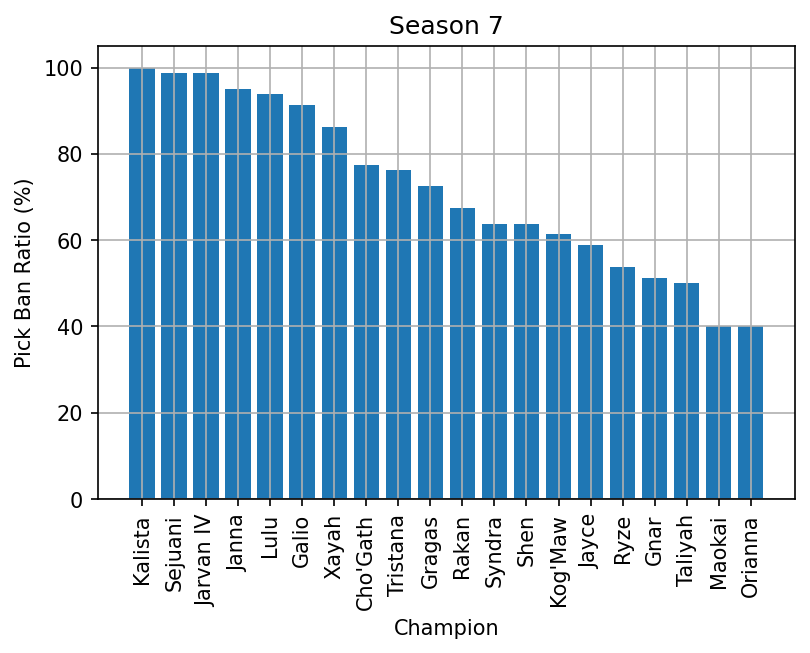 Season 7
Pick Ban Ratio (%)
100
80
60
40
20
0
Kalista
Sejuani
Jarvan IV
Janna
Lulu
Galio
Xayah
Cho'Gath
Tristana
Gragas
Rakan
Syndra
Shen
Kog'Maw
Jayce
Ryze
Gnar
Taliyah
Maokai
Orianna
Champion